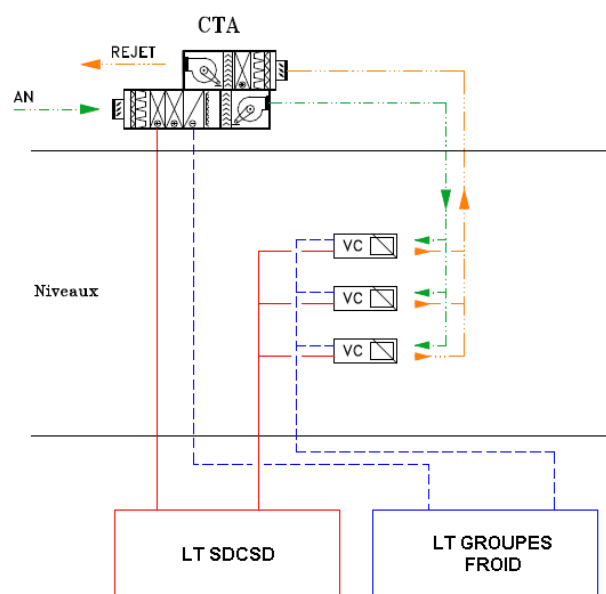 CTA
REJET
AN
VC
VC
Niveaux
VC
LT SDCSD
LT GROUPES
FROID